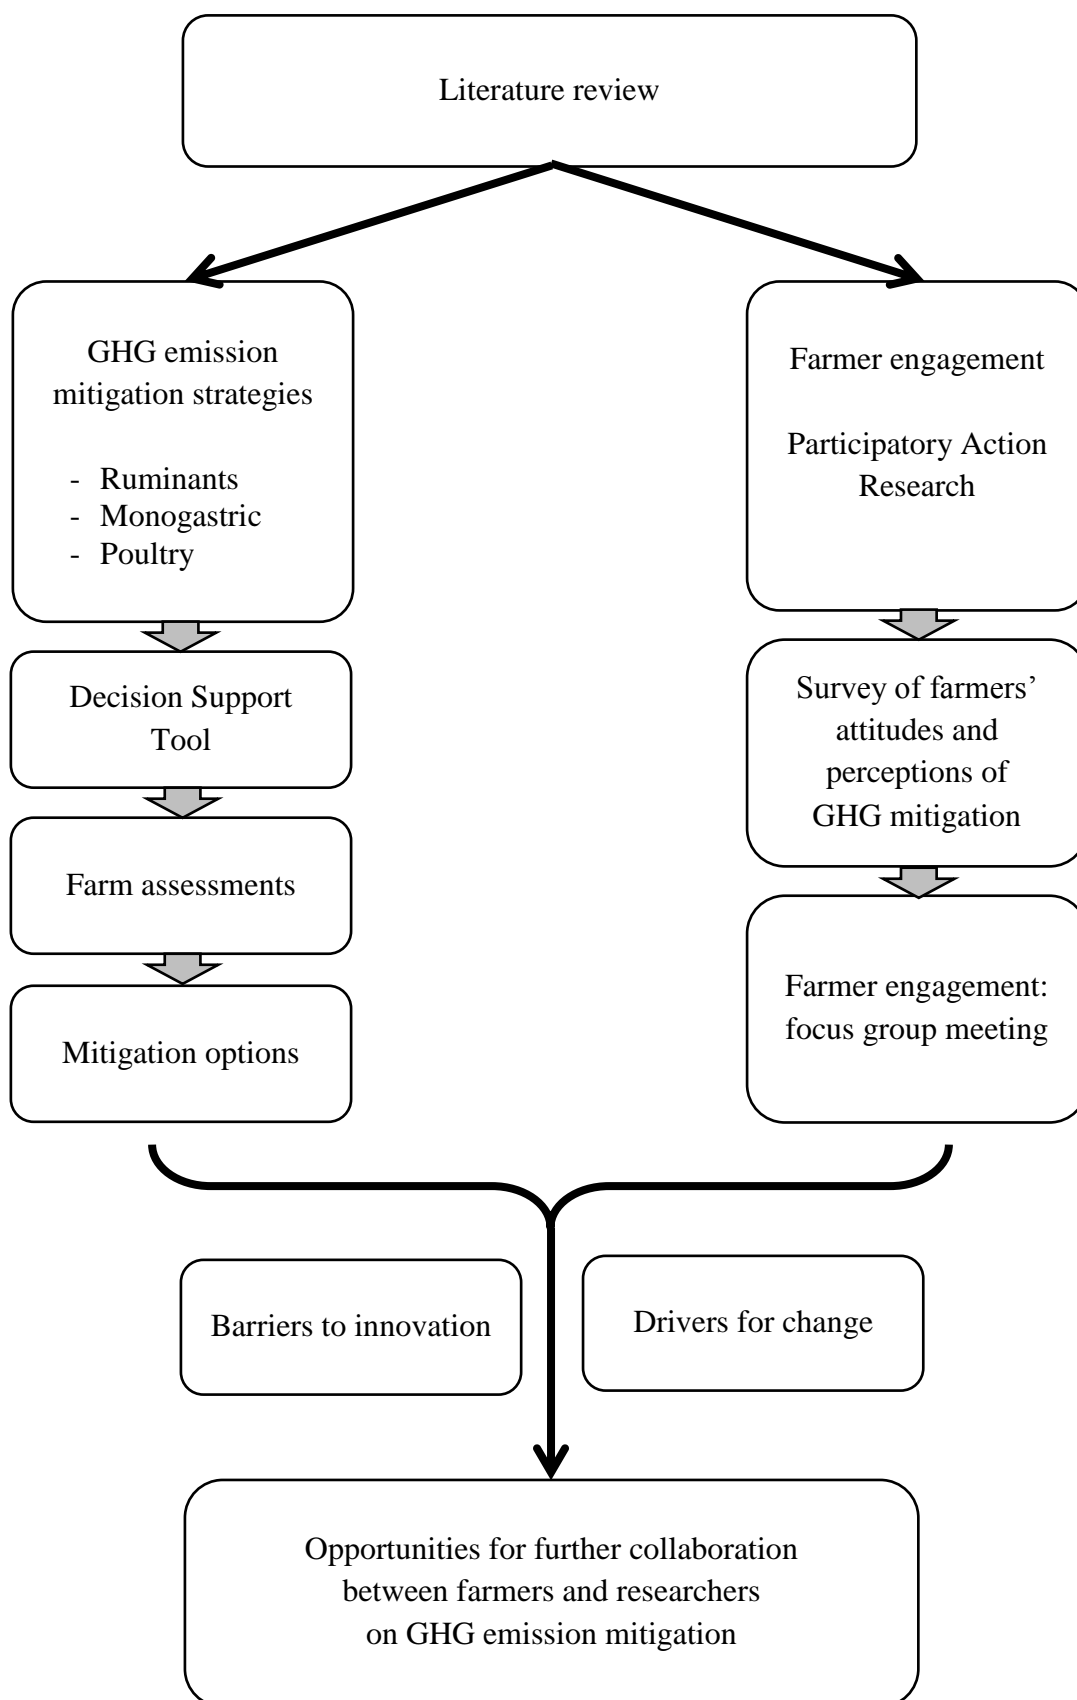 Literature review
GHG emission
mitigation strategies
- Ruminants
- Monogastric
- Poultry
Decision Support
Tool
Farm assessments
Mitigation options
Farmer engagement
Participatory Action
Research
Survey of farmers’
attitudes and
perceptions of
GHG mitigation
Farmer engagement:
focus group meeting
Barriers to innovation
Drivers for change
Opportunities for further collaboration
between farmers and researchers
on GHG emission mitigation